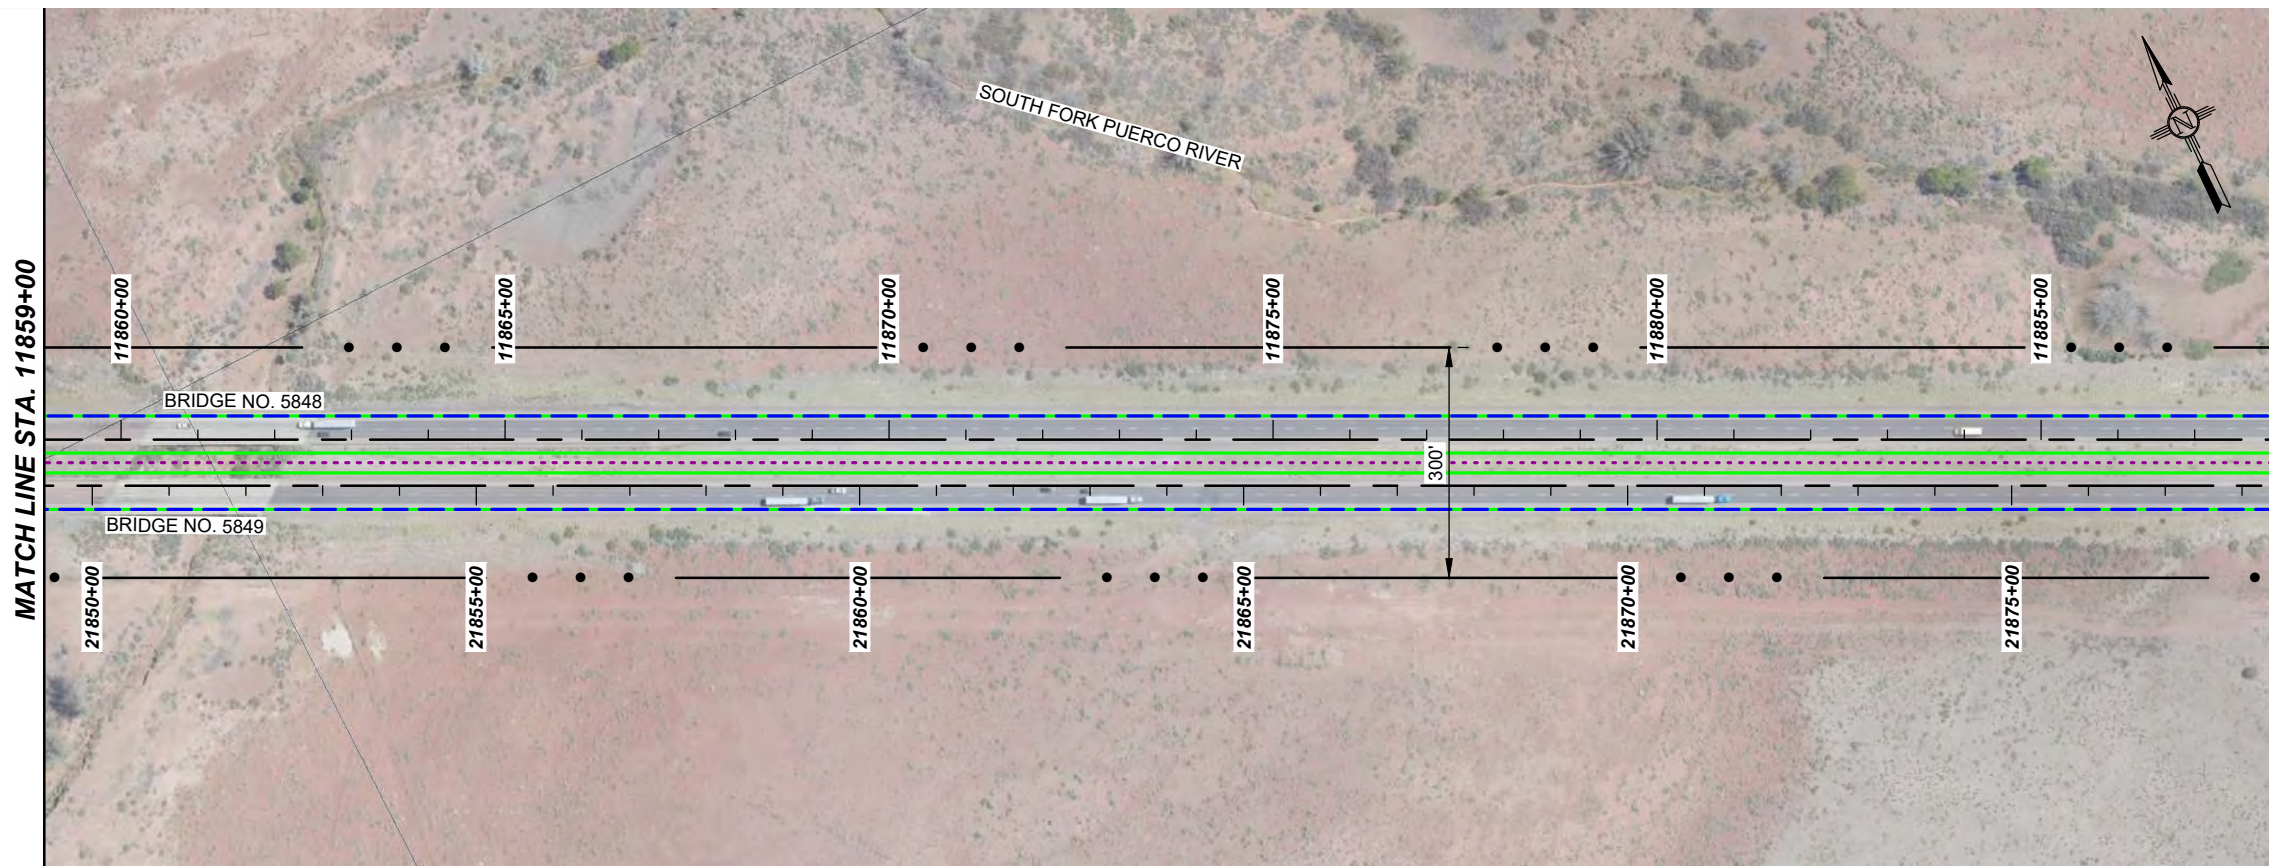 MATCH LINE STA. 11859+00
SOUTH FORK PUERCO RIVER
N
11860+00
11865+00
11870+00
11875+00
11880+00
11885+00
BRIDGE NO. 5848
300'
BRIDGE NO. 5849
21850+00
21855+00
21860+00
21865+00
21870+00
21875+00